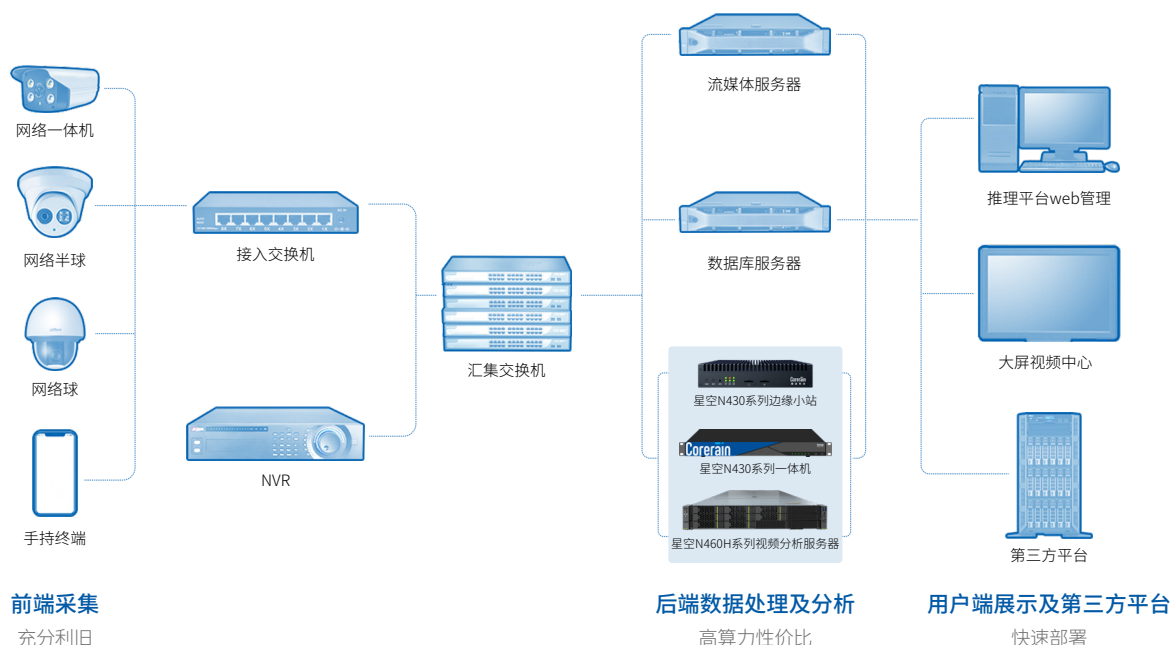 网络一体机
网络半球
网络球
手持终端
接入交换机
NVR
汇集交换机
流媒体服务器
数据库服务器
Corerain
星空N430系列边缘小站
Corerain
星空N430系列一体机
星空N460H系列视频分析服务器
推理平台web管理
大屏视频中心
第三方平台
前端采集
充分利旧
后端数据处理及分析
高算力性价比
用户端展示及第三方平台
快速部署